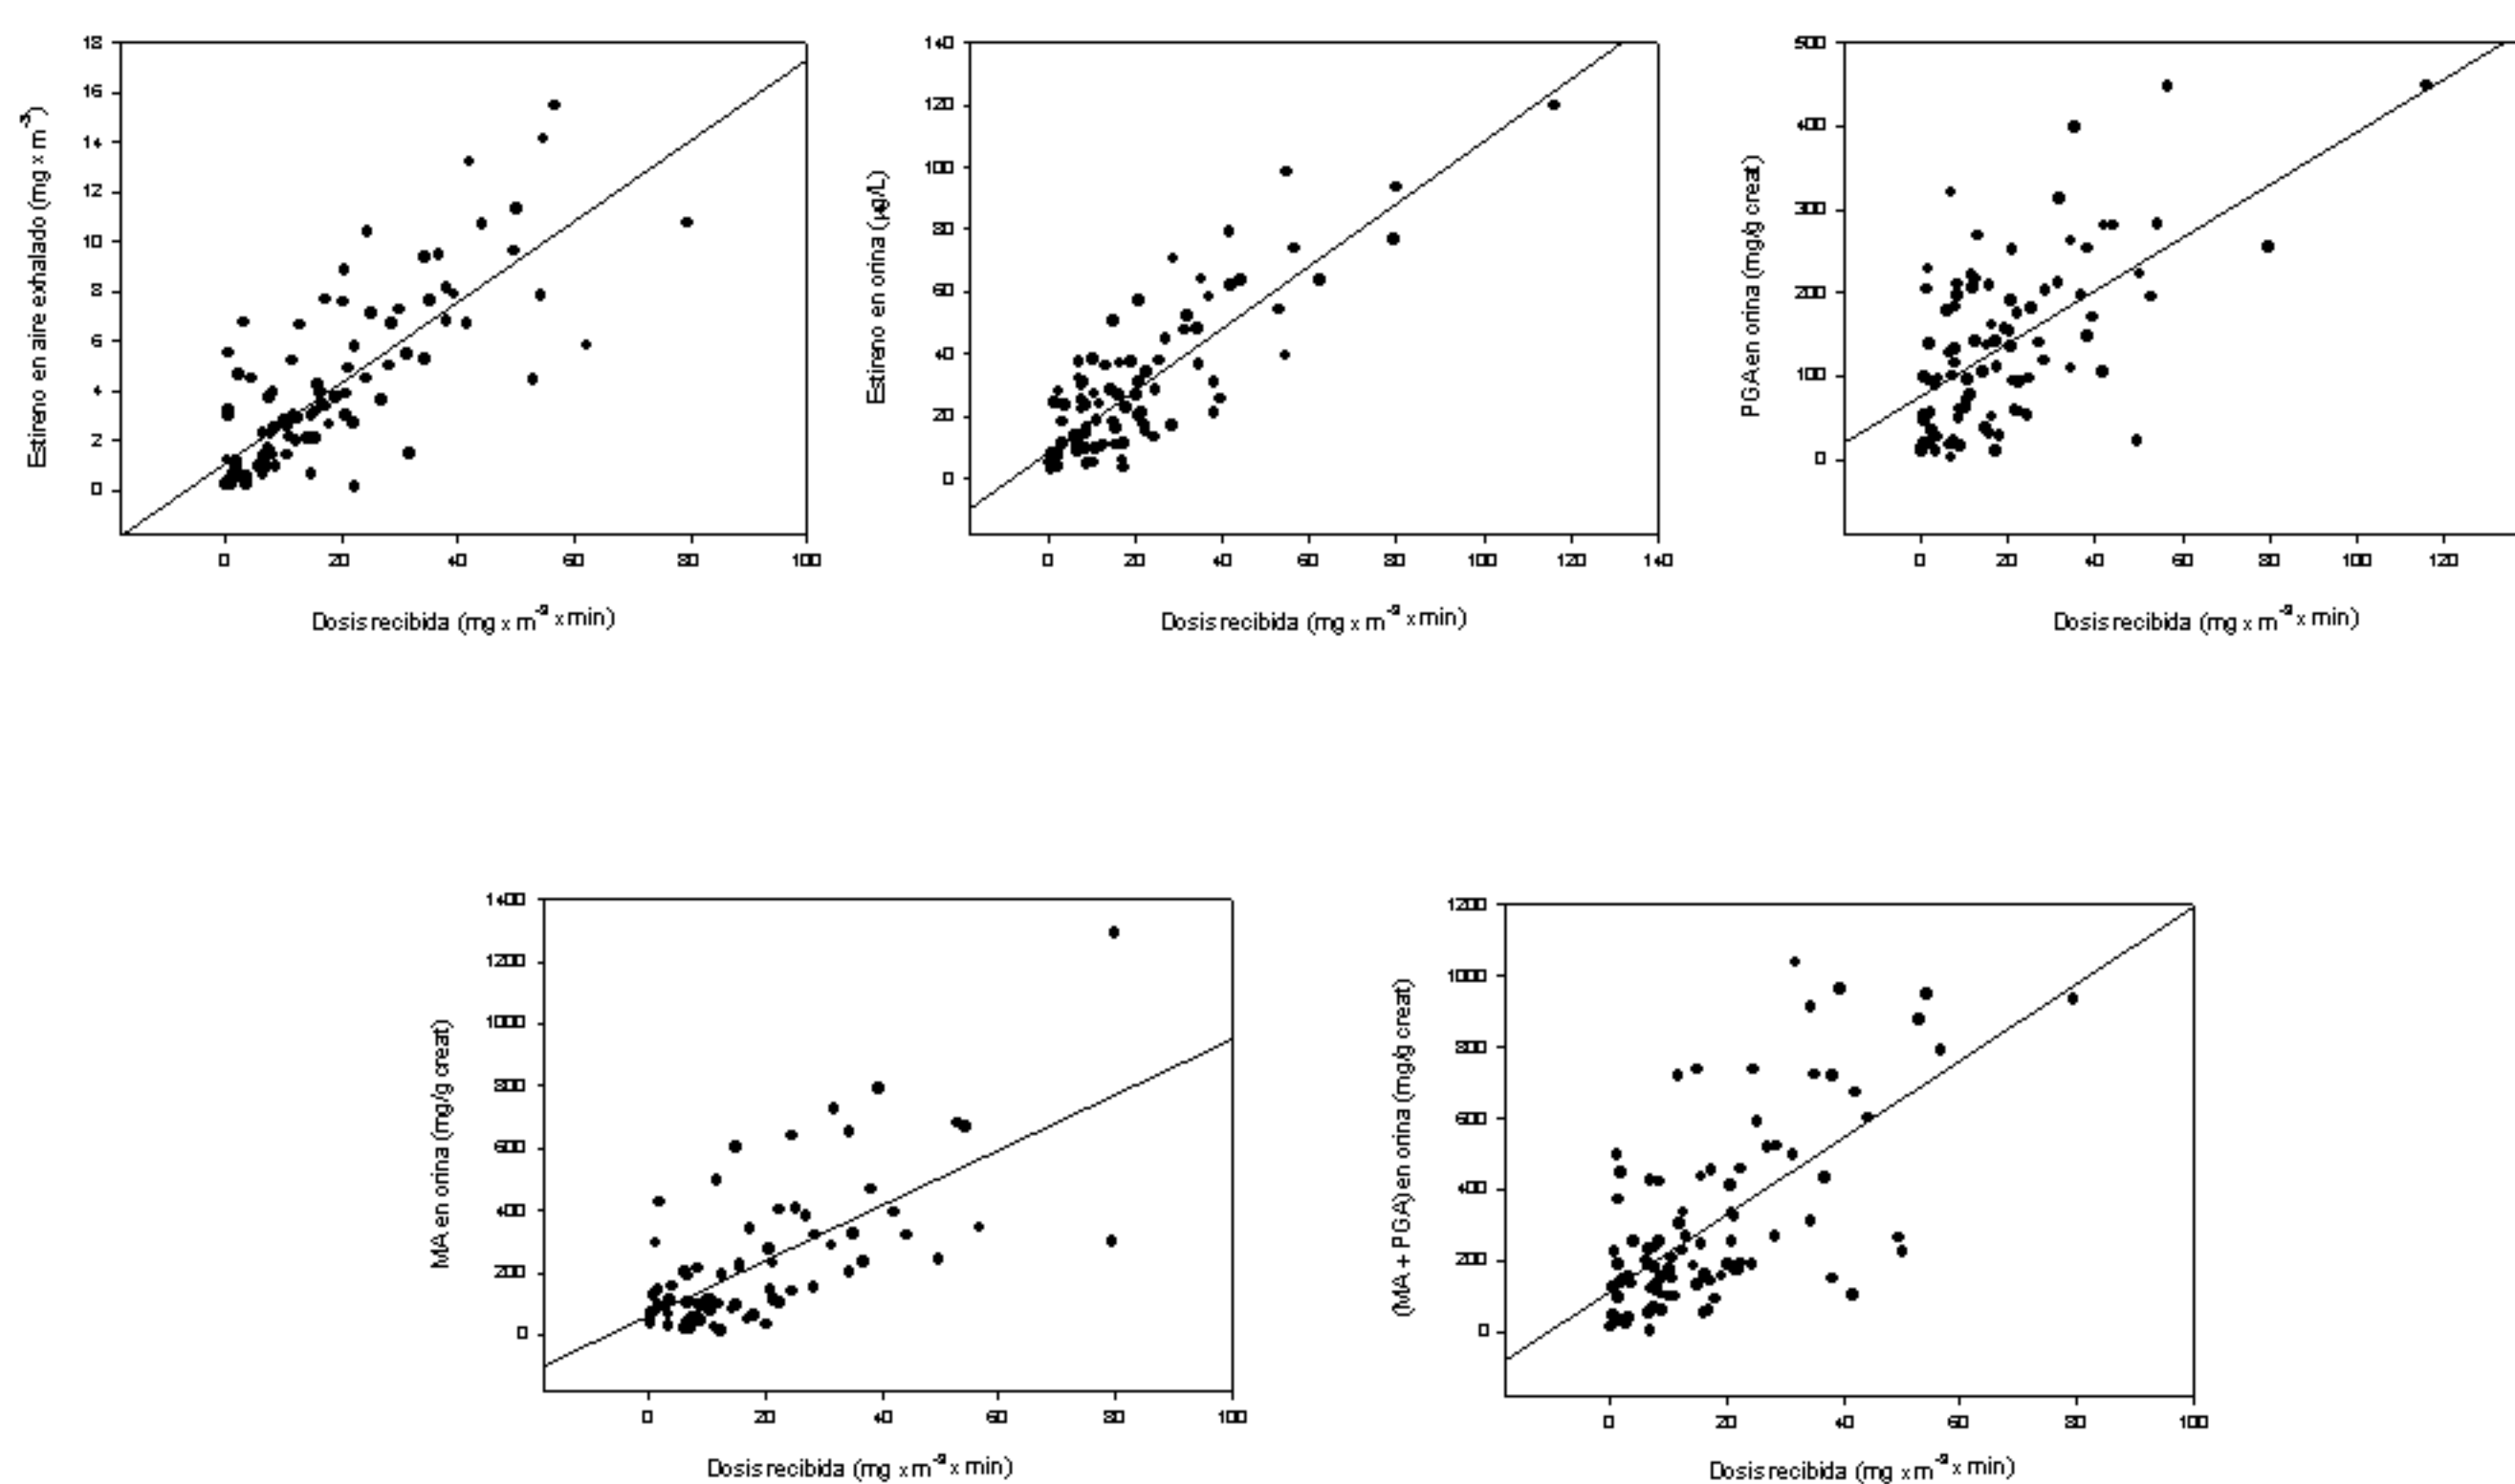 Estireno en aire exhalado (mg x m⁻³)
18
16
14
12
10
8
6
4
2
0
0 20 40 60 80 100
Dosis recibida (mg x m⁻³ x min)
Estireno en orina (µg/L)
140
120
100
80
60
40
20
0
0 20 40 60 80 100 120 140
Dosis recibida (mg x m⁻³ x min)
PGA en orina (mg/g creat)
500
400
300
200
100
0
0 20 40 60 80 100 120
Dosis recibida (mg x m⁻³ x min)
MA en orina (mg/g creat)
1400
1200
1000
800
600
400
200
0
0 20 40 60 80 100
Dosis recibida (mg x m⁻³ x min)
(MA + PGA) en orina (mg/g creat)
1200
1000
800
600
400
200
0
0 20 40 60 80 100
Dosis recibida (mg x m⁻³ x min)